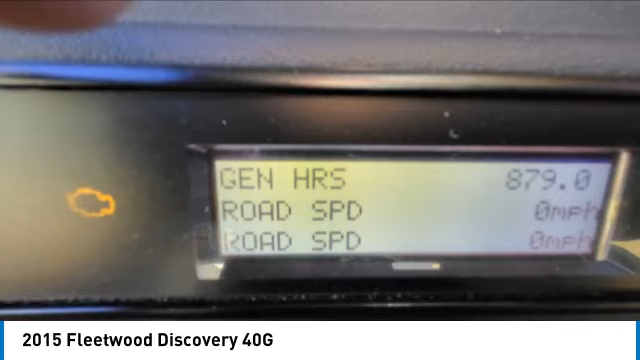 GEN HRS 879.0
ROAD SPD 0mph
ROAD SPD 0mph
2015 Fleetwood Discovery 40G